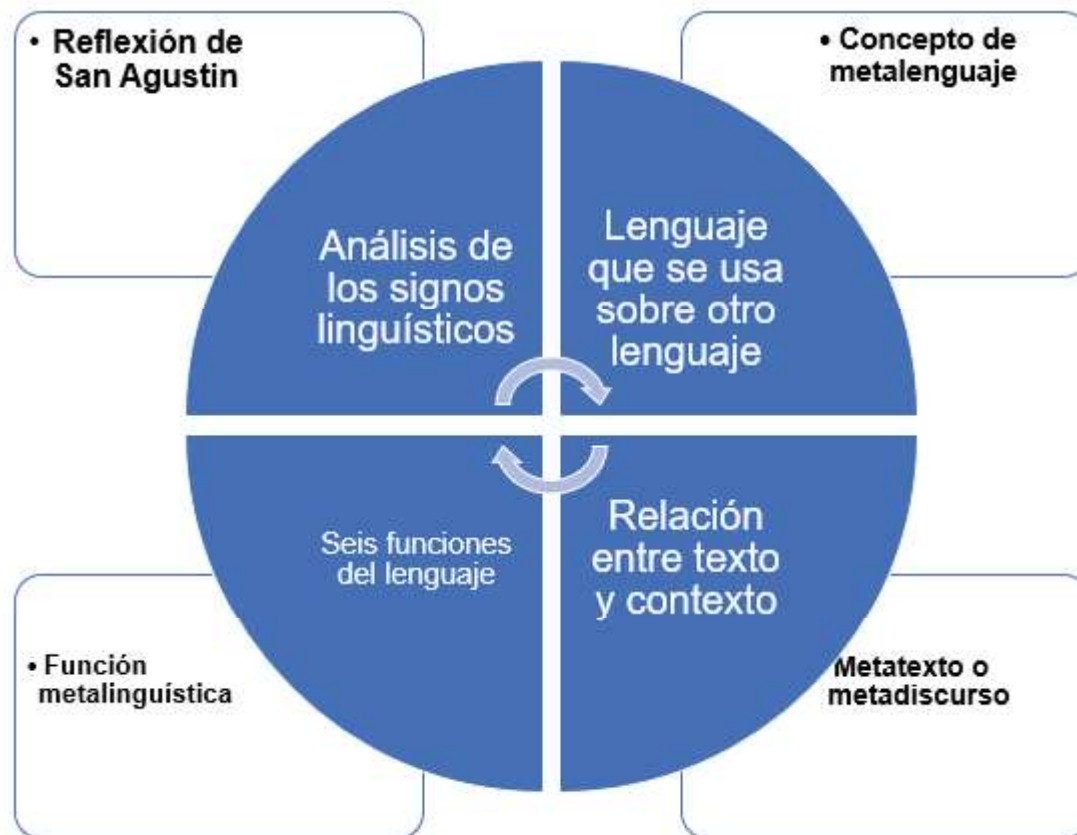 • Reflexión de
San Agustin
• Concepto de
metalenguaje
Análisis de
los signos
linguísticos
Lenguaje
que se usa
sobre otro
lenguaje
Seis funciones
del lenguaje
Relación
entre texto
y contexto
• Función
metalinguística
Metatexto o
metadiscurso